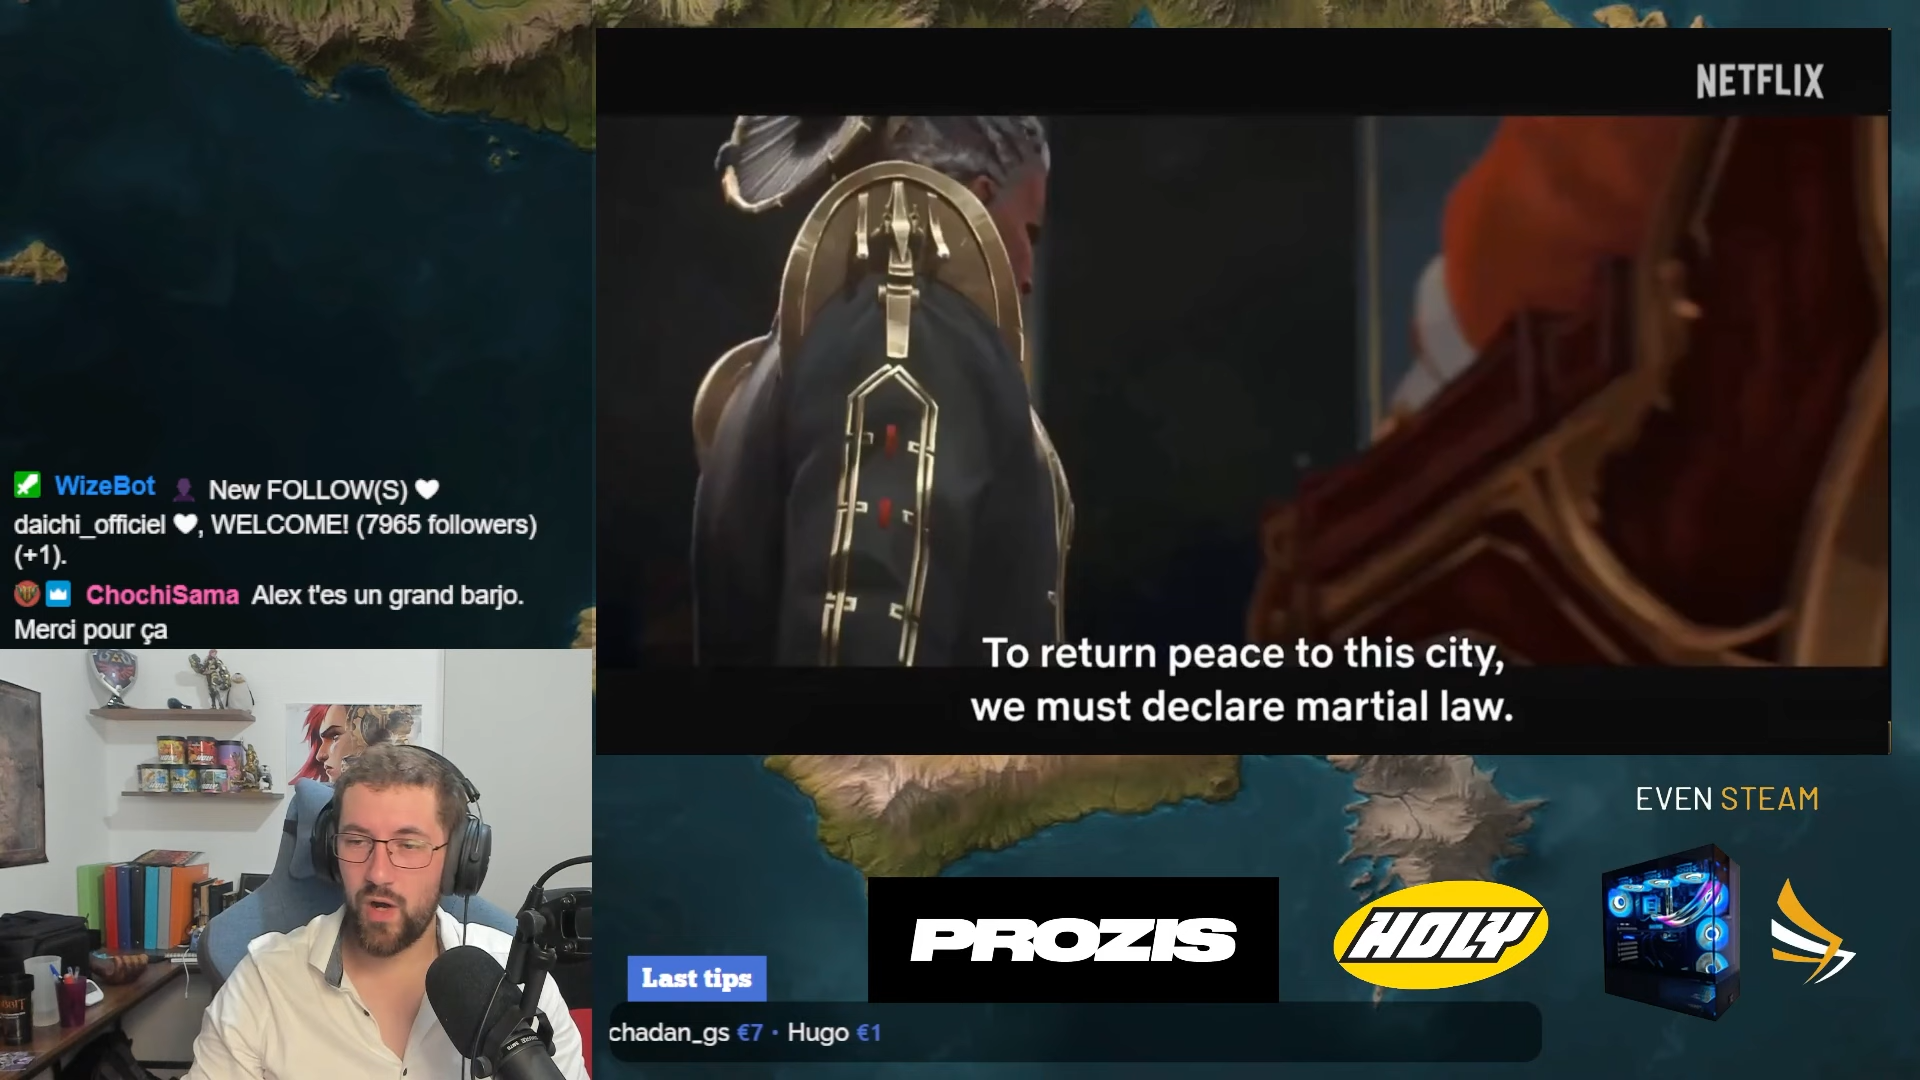 NETFLIX
To return peace to this city,
we must declare martial law.
WizeBot New FOLLOW(S)
daichi_officiel , WELCOME! (7965 followers)
(+1).
ChochiSama Alex t'es un grand barjo.
Merci pour ça
EVEN STEAM
PROZIS
HOLY
Last tips
chadan_gs €7 · Hugo €1